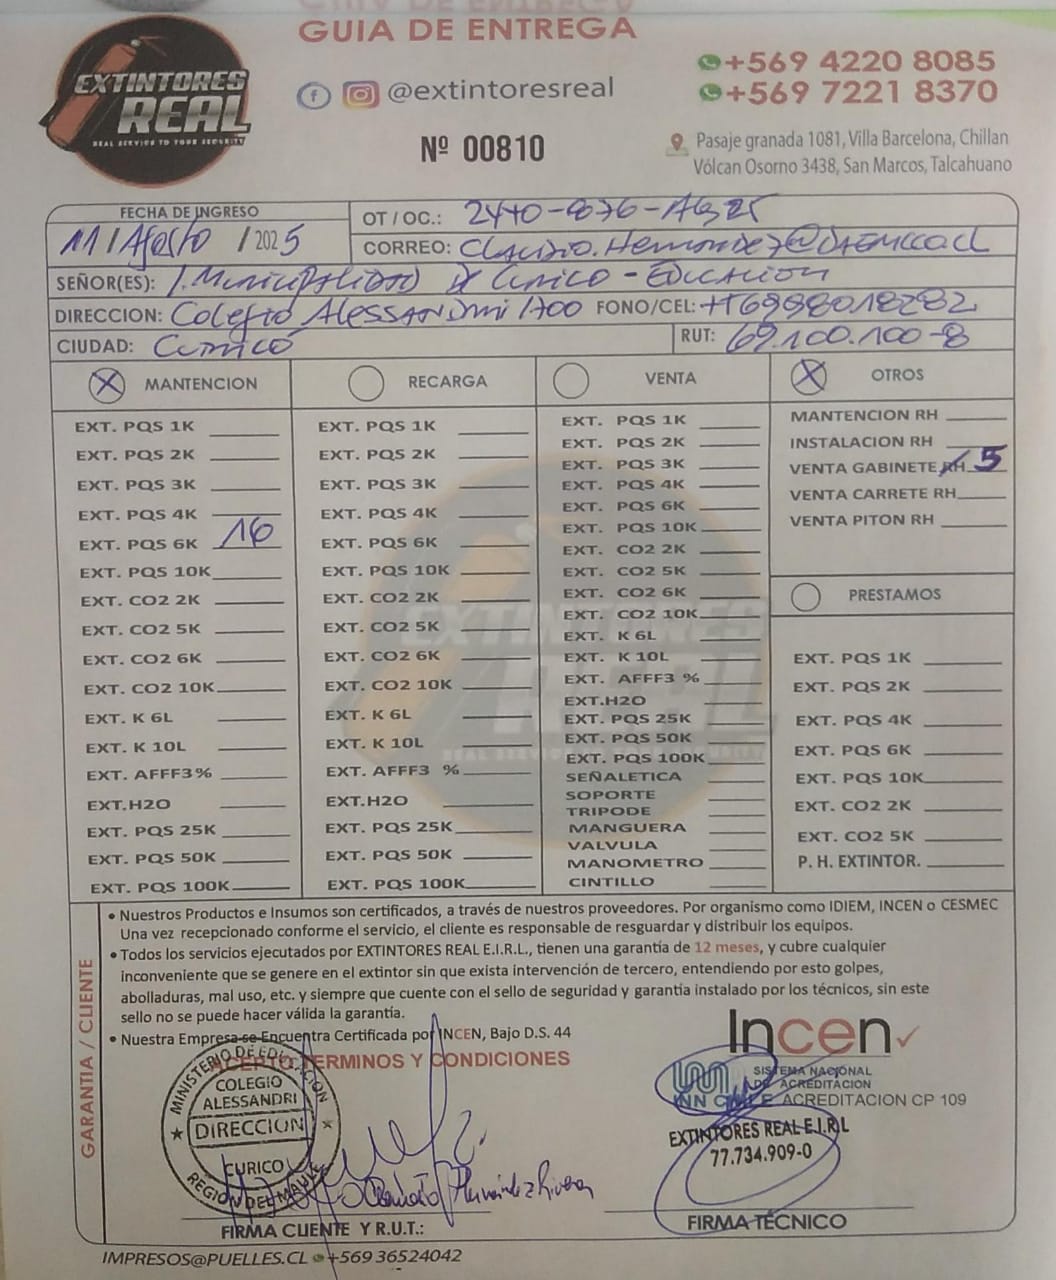 GUIA DE ENTREGA
EXTINTORES
REAL
REAL SERVICE TO YOUR SECURITY
@extintoresreal
+569 4220 8085
+569 7221 8370
Nº 00810
Pasaje granada 1081, Villa Barcelona, Chillan
Vólcan Osorno 3438, San Marcos, Talcahuano
FECHA DE INGRESO
11 / Agosto / 2025
OT / OC.: 2440-876-AG25
CORREO: Claudio.Hernandez@DAEMCCO.CL
SEÑOR(ES): I. Municipalidad De Curico - Educacion
DIRECCION: Colegio Alessandri 1700 FONO/CEL:
CIUDAD: Curicó
RUT: 69.100.100-8
MANTENCION
EXT. PQS 1K
EXT. PQS 2K
EXT. PQS 3K
EXT. PQS 4K
EXT. PQS 6K 16
EXT. PQS 10K
EXT. CO2 2K
EXT. CO2 5K
EXT. CO2 6K
EXT. CO2 10K
EXT. K 6L
EXT. K 10L
EXT. AFFF3%
EXT.H2O
EXT. PQS 25K
EXT. PQS 50K
EXT. PQS 100K
RECARGA
EXT. PQS 1K
EXT. PQS 2K
EXT. PQS 3K
EXT. PQS 4K
EXT. PQS 6K
EXT. PQS 10K
EXT. CO2 2K
EXT. CO2 5K
EXT. CO2 6K
EXT. CO2 10K
EXT. K 6L
EXT. K 10L
EXT. AFFF3 %
EXT.H2O
EXT. PQS 25K
EXT. PQS 50K
EXT. PQS 100K
VENTA
EXT. PQS 1K
EXT. PQS 2K
EXT. PQS 3K
EXT. PQS 4K
EXT. PQS 6K
EXT. PQS 10K
EXT. CO2 2K
EXT. CO2 5K
EXT. CO2 6K
EXT. CO2 10K
EXT. K 6L
EXT. K 10L
EXT. AFFF3 %
EXT.H2O
EXT. PQS 25K
EXT. PQS 50K
EXT. PQS 100K
SEÑALETICA
SOPORTE
TRIPODE
MANGUERA
VALVULA
MANOMETRO
CINTILLO
OTROS
MANTENCION RH
INSTALACION RH
VENTA GABINETE RH 5
VENTA CARRETE RH
VENTA PITON RH
PRESTAMOS
EXT. PQS 1K
EXT. PQS 2K
EXT. PQS 4K
EXT. PQS 6K
EXT. PQS 10K
EXT. CO2 2K
EXT. CO2 5K
P. H. EXTINTOR.
GARANTIA / CLIENTE
• Nuestros Productos e Insumos son certificados, a través de nuestros proveedores. Por organismo como IDIEM, INCEN o CESMEC
Una vez recepcionado conforme el servicio, el cliente es responsable de resguardar y distribuir los equipos.
• Todos los servicios ejecutados por EXTINTORES REAL E.I.R.L., tienen una garantía de 12 meses, y cubre cualquier
inconveniente que se genere en el extintor sin que exista intervención de tercero, entendiendo por esto golpes,
abolladuras, mal uso, etc. y siempre que cuente con el sello de seguridad y garantía instalado por los técnicos, sin este
sello no se puede hacer válida la garantía.
• Nuestra Empresa se Encuentra Certificada por INCEN, Bajo D.S. 44
ACEPTO TERMINOS Y CONDICIONES
Incen
SISTEMA NACIONAL
DE ACREDITACION
INN CHILE ACREDITACION CP 109
MINISTERIO DE EDUCACION
COLEGIO
ALESSANDRI
DIRECCION
CURICO
REGION DEL MAULE
EXTINTORES REAL E.I.R.L
77.734.909-0
Claudio Hernández Rivera
FIRMA CLIENTE Y R.U.T.:
FIRMA TÉCNICO
IMPRESOS@PUELLES.CL +569 36524042